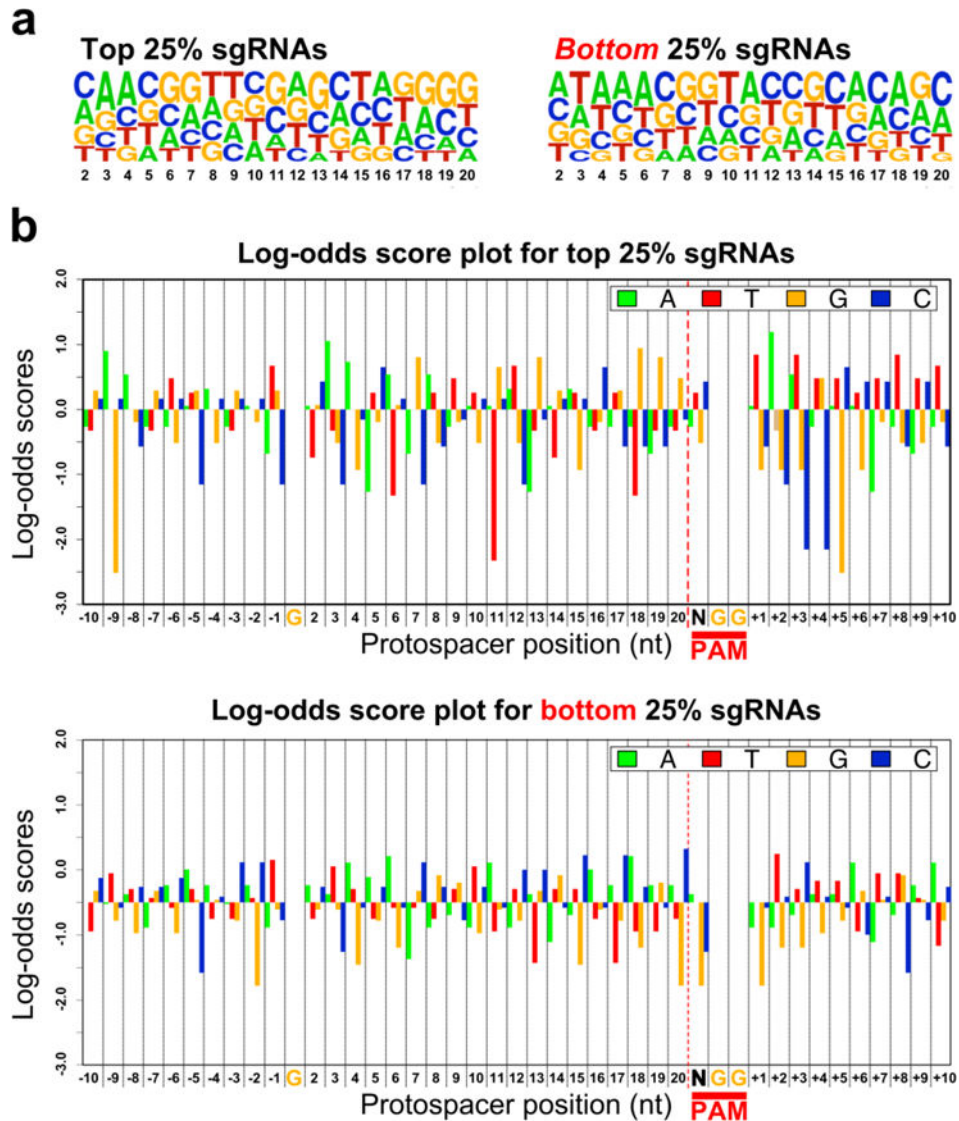 a
Top 25% sgRNAs
Bottom 25% sgRNAs
CAACGGTTCGAGCTAGGGG
2 3 4 5 6 7 8 9 10 11 12 13 14 15 16 17 18 19 20
ATAAACGGTACCGCACAGC
2 3 4 5 6 7 8 9 10 11 12 13 14 15 16 17 18 19 20
b
Log-odds score plot for top 25% sgRNAs
A T G C
Log-odds scores
2.0
1.0
0.0
-1.0
-2.0
-3.0
-10 -9 -8 -7 -6 -5 -4 -3 -2 -1 G 2 3 4 5 6 7 8 9 10 11 12 13 14 15 16 17 18 19 20 N G G +1 +2 +3 +4 +5 +6 +7 +8 +9 +10
Protospacer position (nt)
PAM
Log-odds score plot for bottom 25% sgRNAs
A T G C
Log-odds scores
2.0
1.0
0.0
-1.0
-2.0
-3.0
-10 -9 -8 -7 -6 -5 -4 -3 -2 -1 G 2 3 4 5 6 7 8 9 10 11 12 13 14 15 16 17 18 19 20 N G G +1 +2 +3 +4 +5 +6 +7 +8 +9 +10
Protospacer position (nt)
PAM